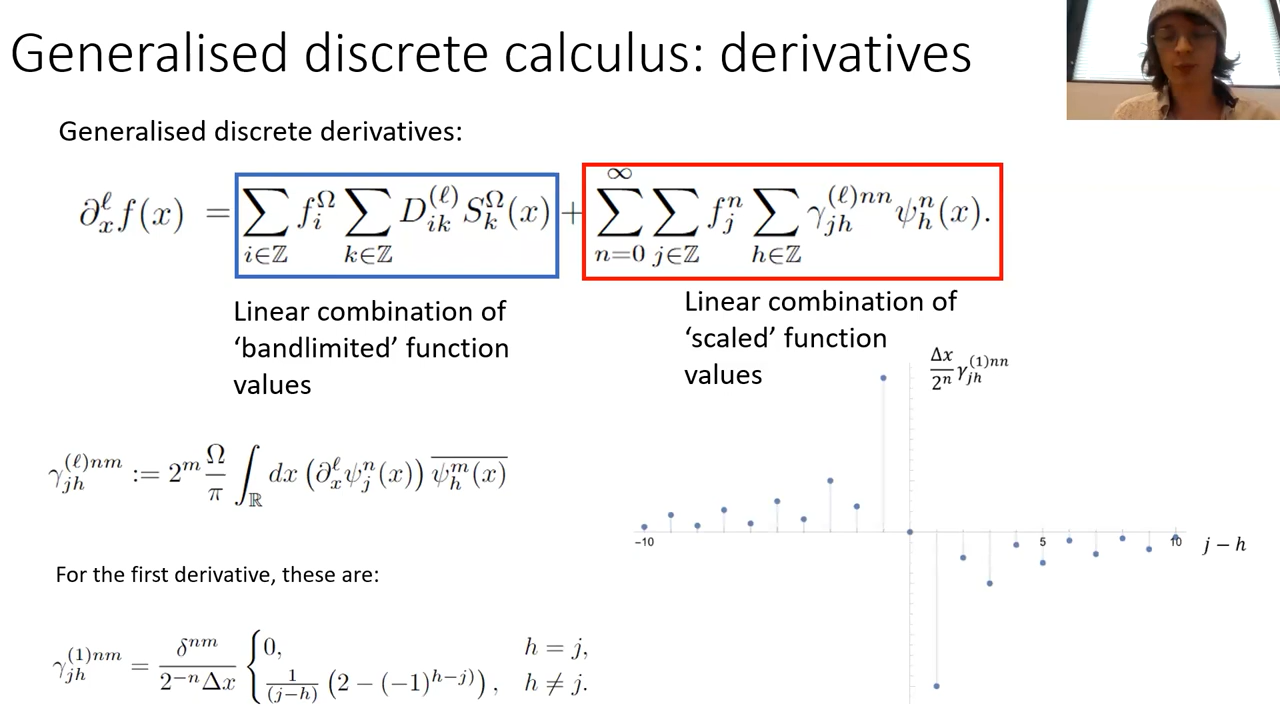 Generalised discrete calculus: derivatives
Generalised discrete derivatives:
∂ₓ^ℓ f(x) = ∑_{i∈ℤ} f_i^Ω ∑_{k∈ℤ} D_{ik}^{(ℓ)} S_k^Ω(x) + ∑_{n=0}^{∞} ∑_{j∈ℤ} f_j^n ∑_{h∈ℤ} γ_{jh}^{(ℓ)nn} ψ_h^n(x).
Linear combination of
‘bandlimited’ function
values
Linear combination of
‘scaled’ function
values
Δx/2ⁿ γ_{jh}^{(1)nn}
γ_{jh}^{(ℓ)nm} := 2^m Ω/π ∫_ℝ dx (∂ₓ^ℓ ψ_j^n(x)) \overline{ψ_h^m(x)}
-10 5 10 j − h
For the first derivative, these are:
γ_{jh}^{(1)nm} = δ^{nm}/(2^{-n}Δx) { 0, h = j,
1/(j−h) (2 − (−1)^{h−j)}), h ≠ j.